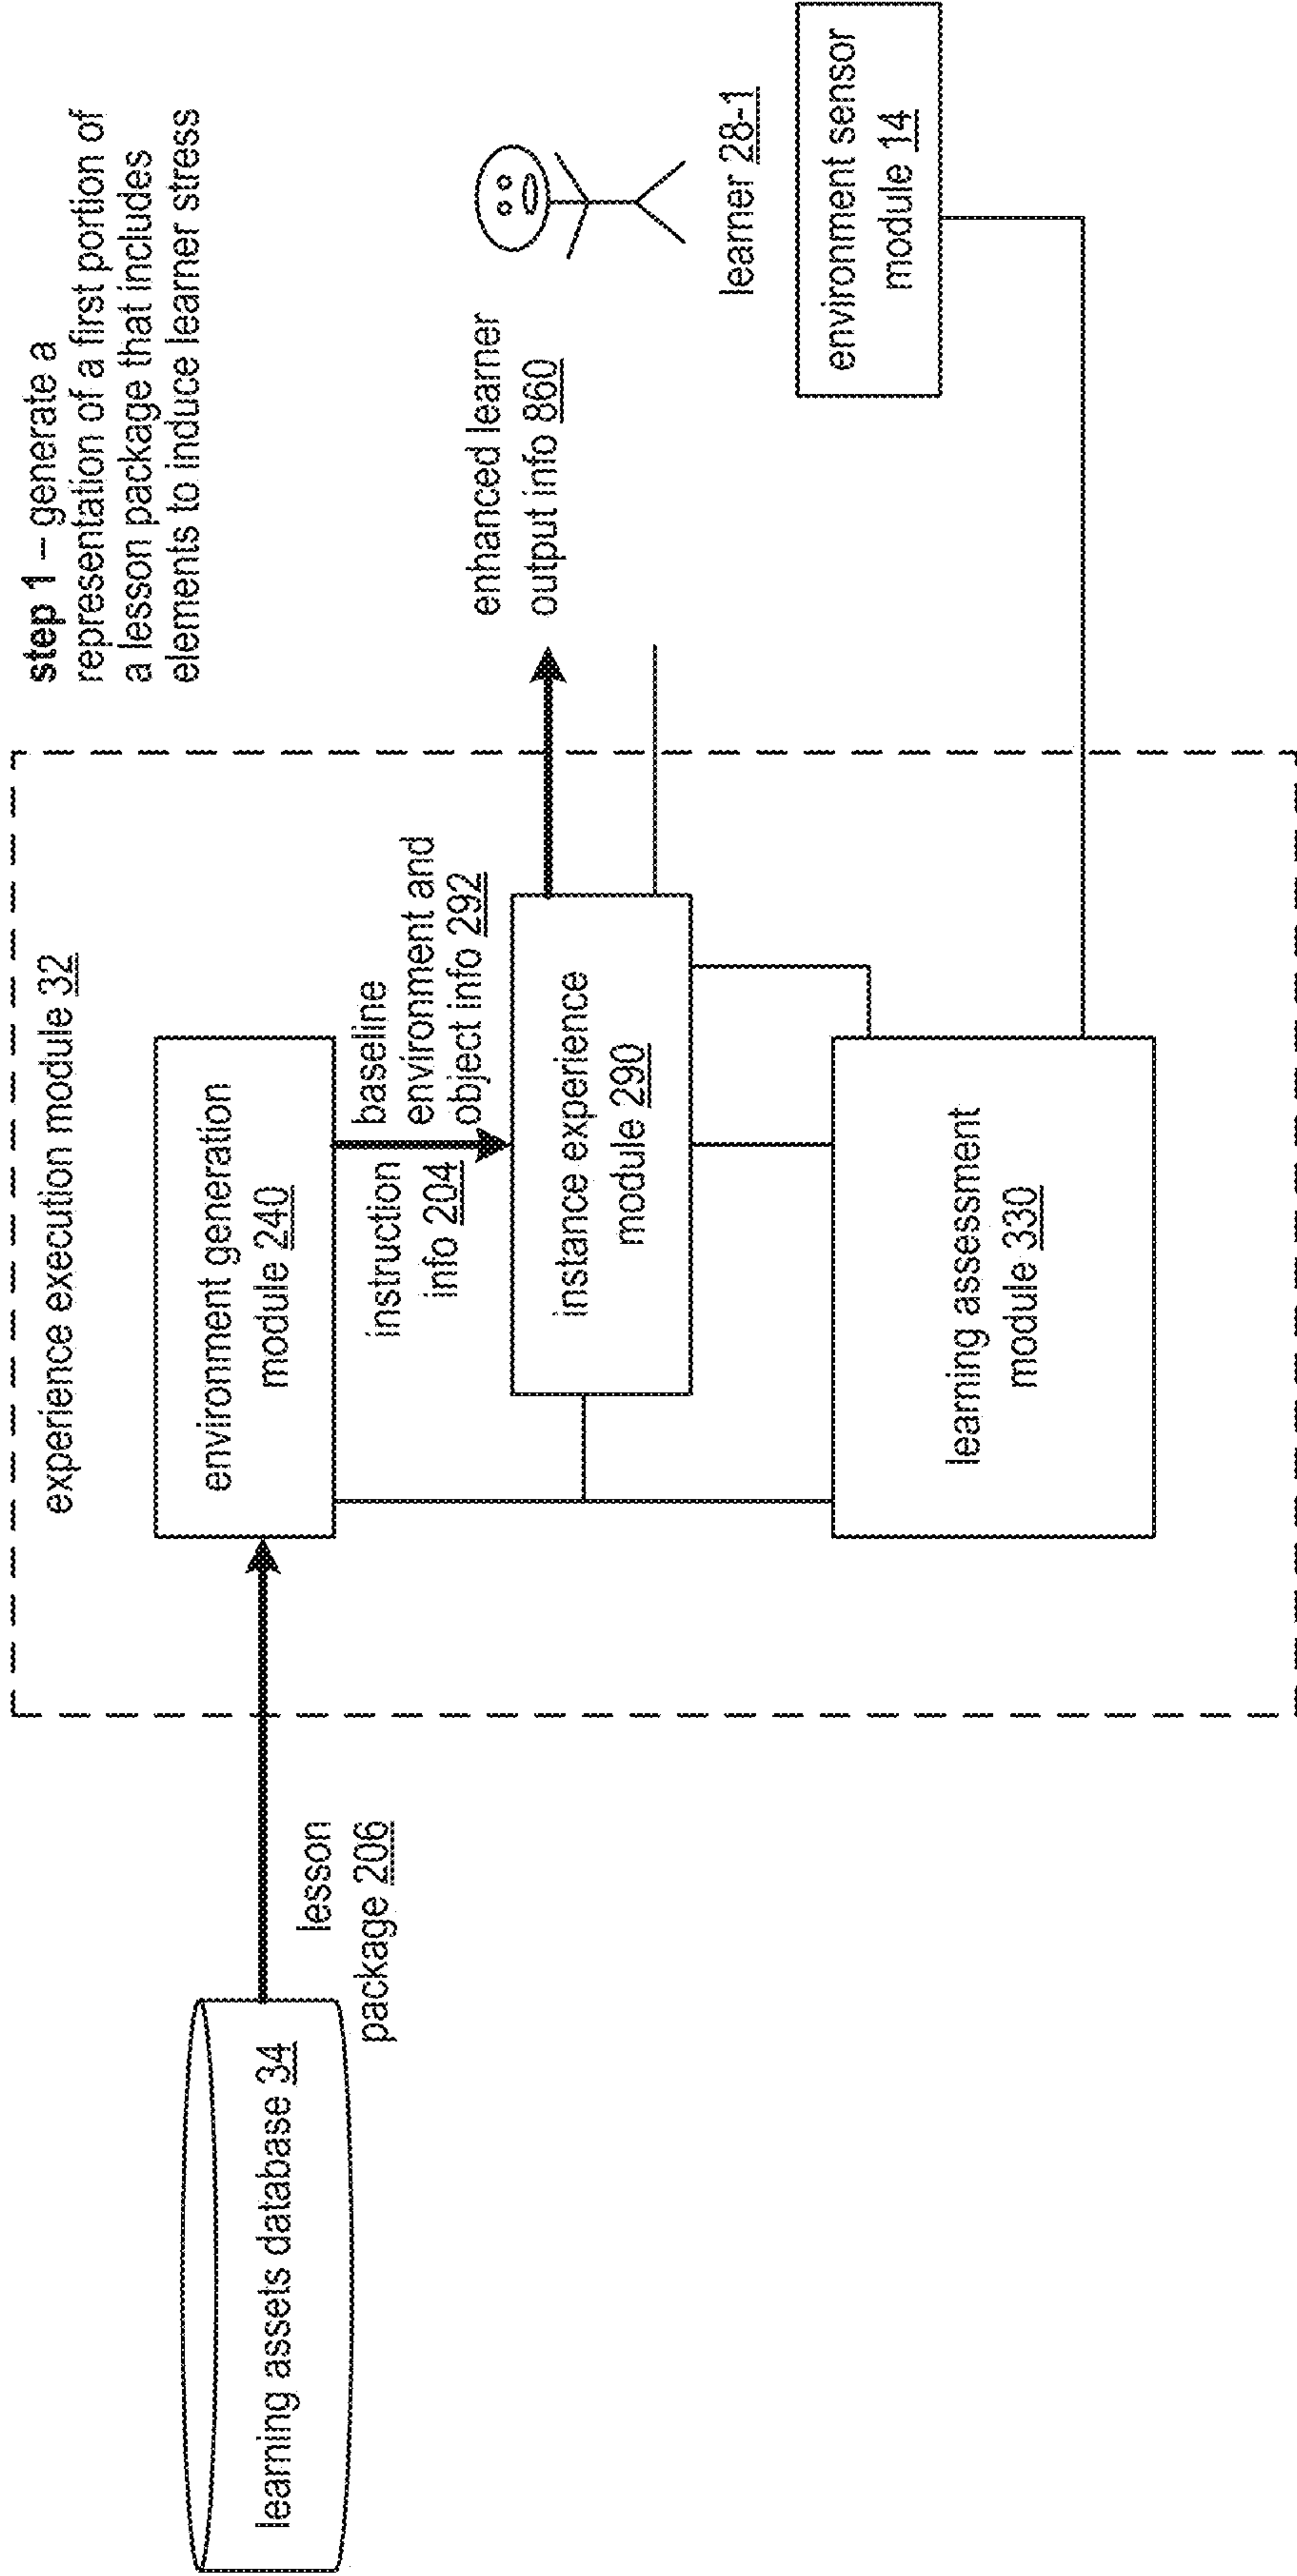 step 1 – generate a
representation of a first portion of
a lesson package that includes
elements to induce learner stress
experience execution module 32
learning assets database 34
lesson
package 206
environment generation
module 240
instruction
info 204
baseline
environment and
object info 292
instance experience
module 290
enhanced learner
output info 860
learner 28-1
environment sensor
module 14
learning assessment
module 330